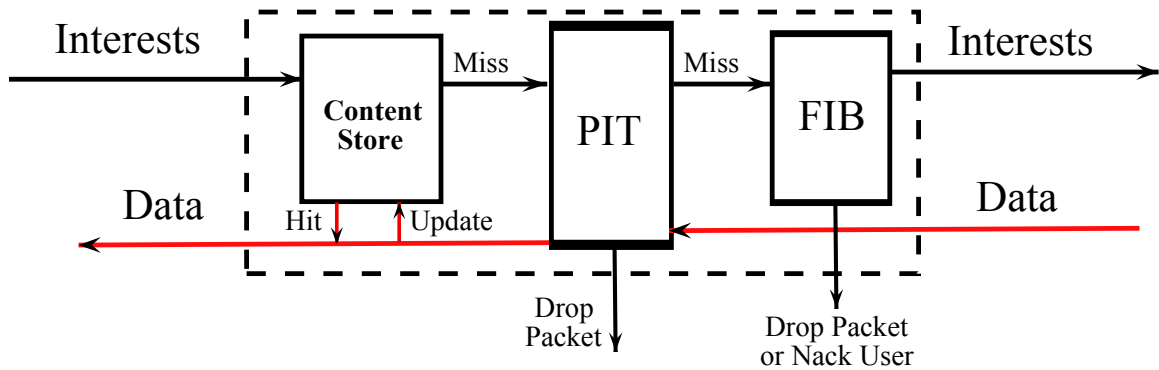 Interests
Miss
Miss
Interests
Content
Store
PIT
FIB
Data
Hit
Update
Data
Drop
Packet
Drop Packet
or Nack User